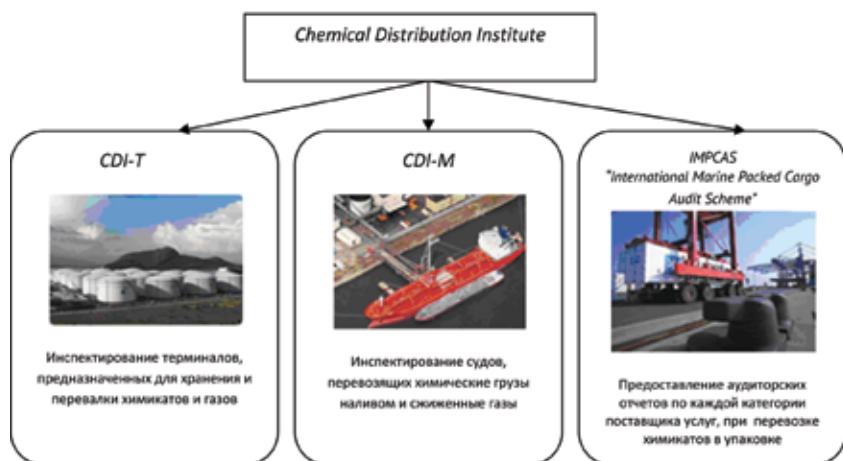 Chemical Distribution Institute
CDI-T
Инспектирование терминалов,
предназначенных для хранения и
перевалки химикатов и газов
CDI-M
Инспектирование судов,
перевозящих химические грузы
наливом и сжиженные газы
IMPCAS
"International Marine Packed Cargo
Audit Scheme"
Предоставление аудиторских
отчетов по каждой категории
поставщика услуг, при перевозке
химикатов в упаковке